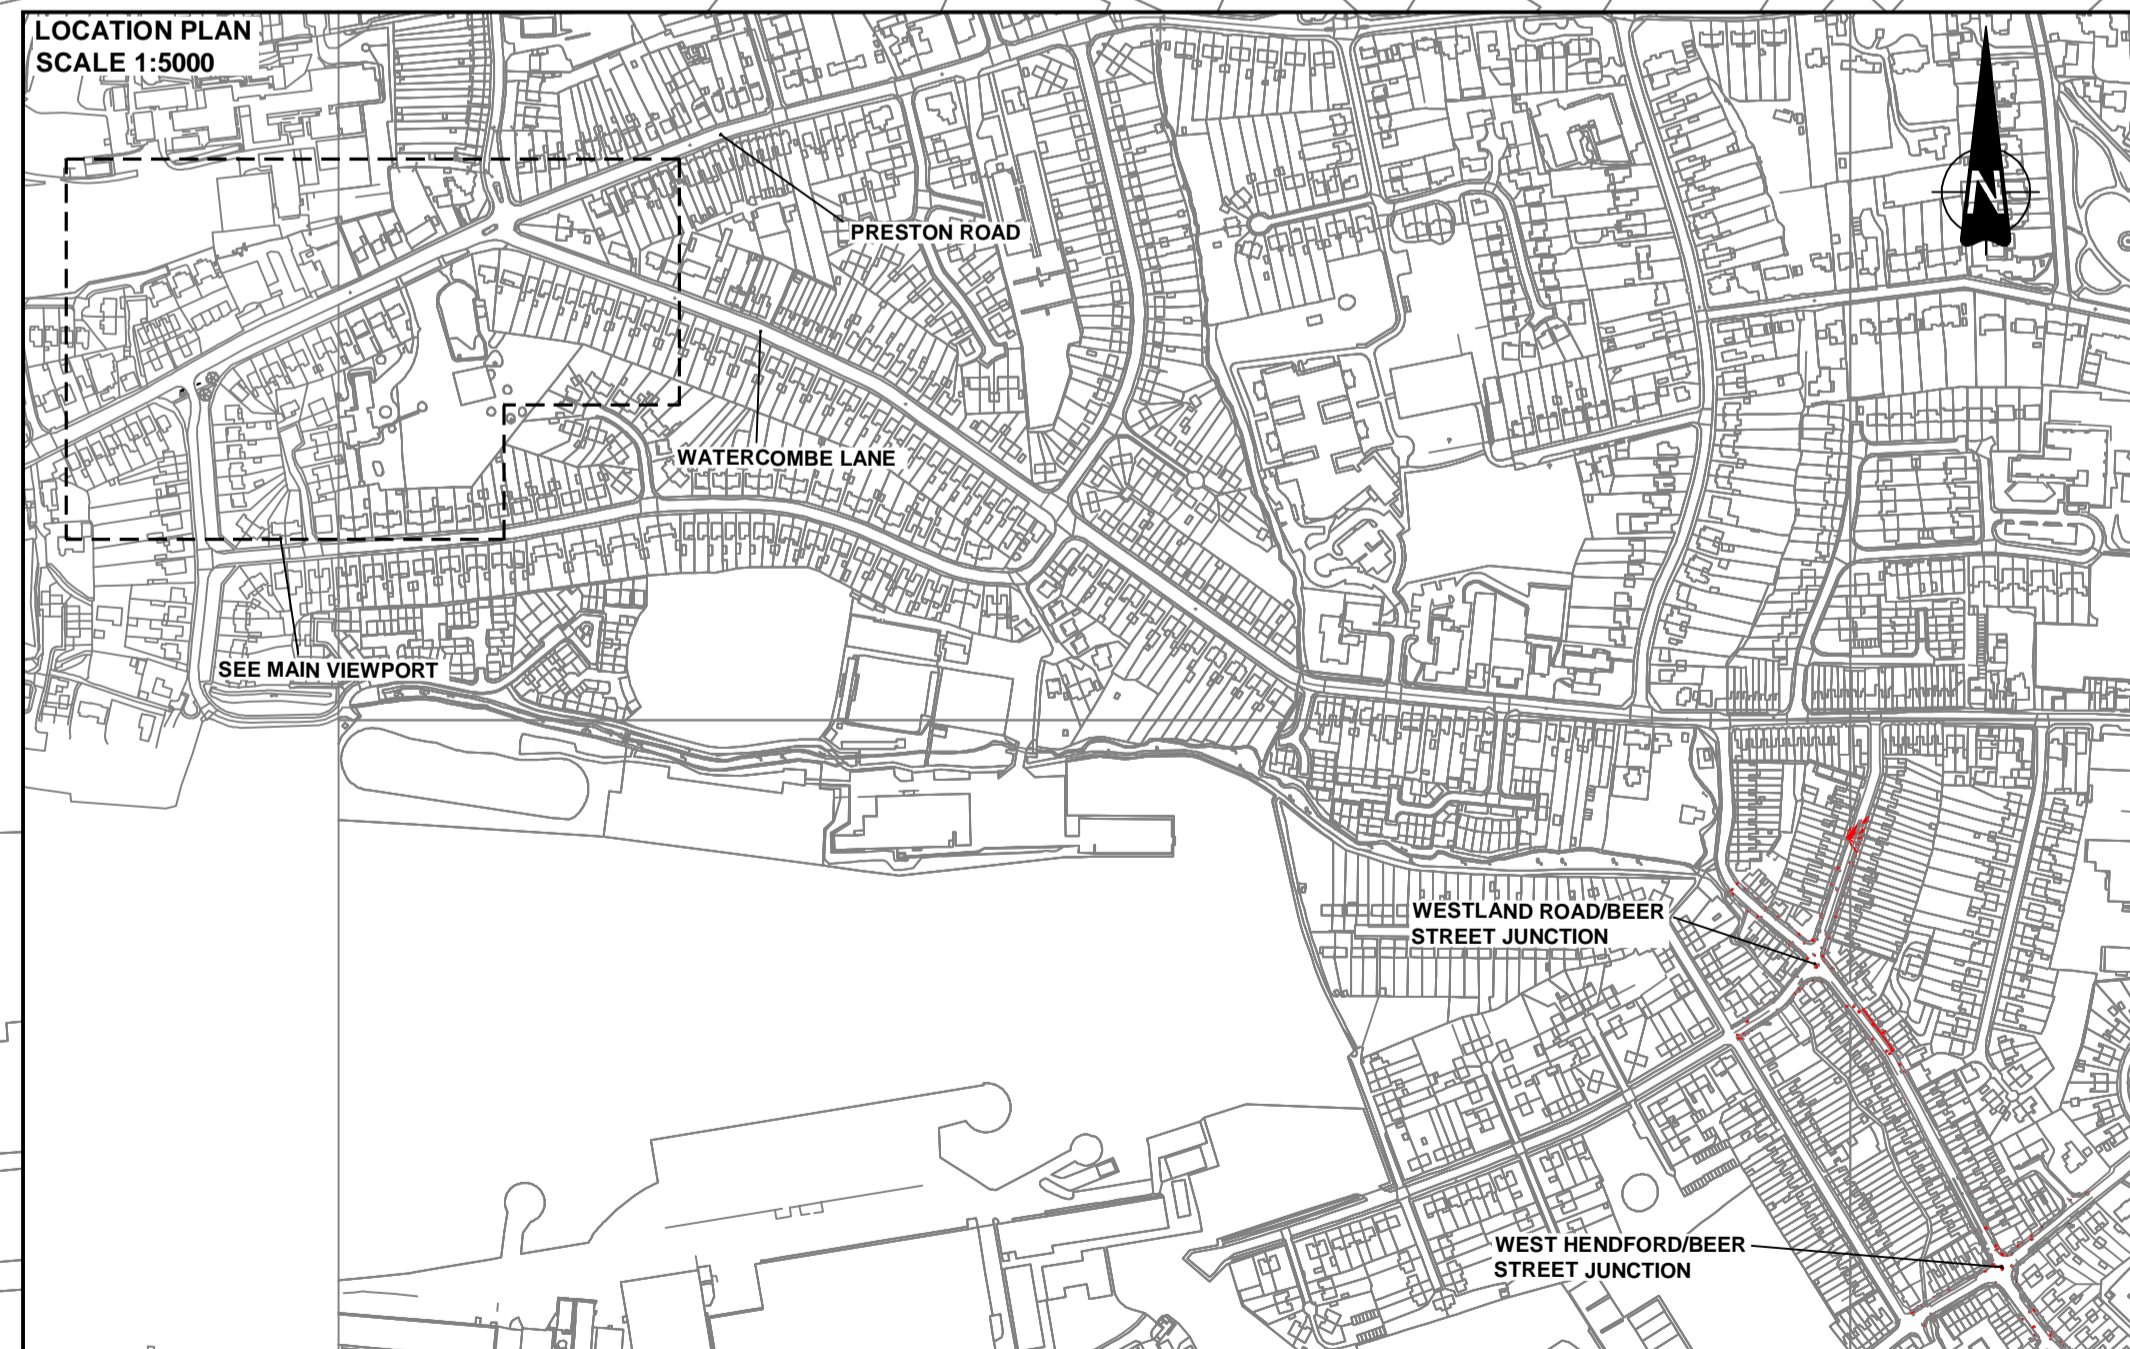 LOCATION PLAN
SCALE 1:5000
N
PRESTON ROAD
WATERCOMBE LANE
SEE MAIN VIEWPORT
WESTLAND ROAD/BEER
STREET JUNCTION
WEST HENDFORD/BEER
STREET JUNCTION